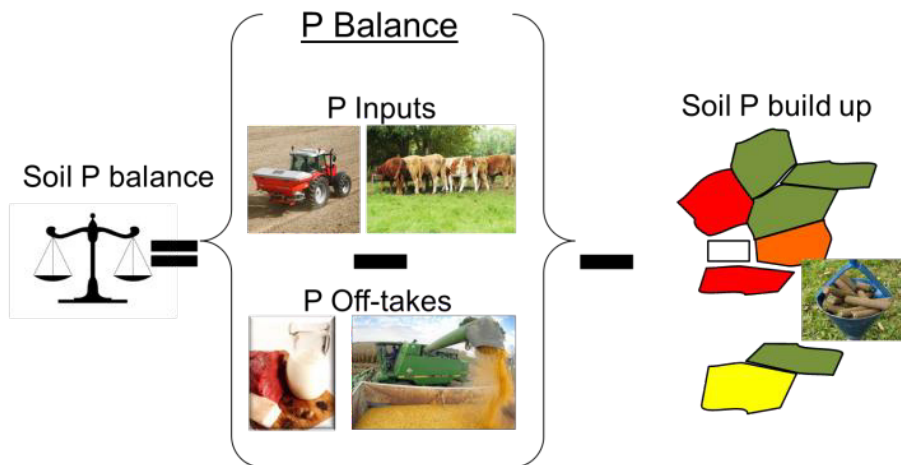 P Balance
P Inputs
Soil P build up
Soil P balance
P Off-takes